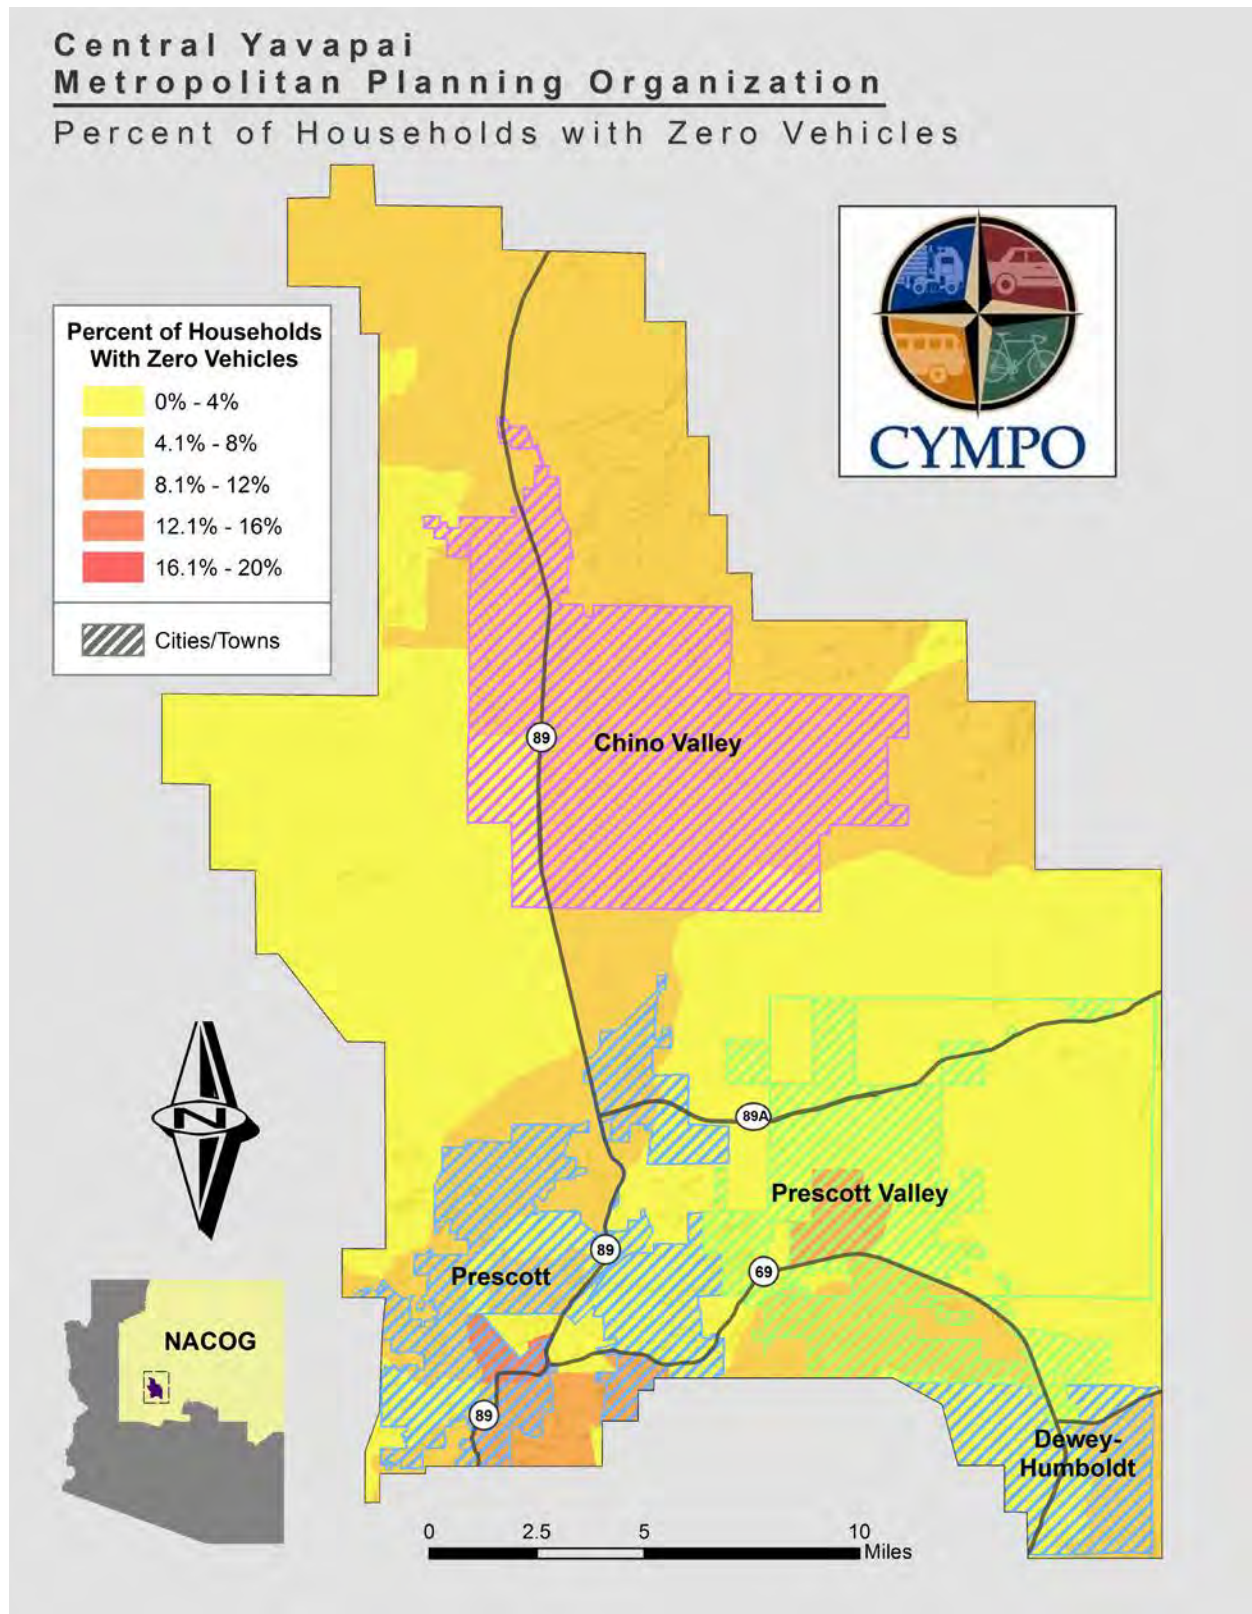 Central Yavapai
Metropolitan Planning Organization
Percent of Households with Zero Vehicles
CYMPO
Percent of Households
With Zero Vehicles
0% - 4%
4.1% - 8%
8.1% - 12%
12.1% - 16%
16.1% - 20%
Cities/Towns
89
Chino Valley
89A
Prescott Valley
89
69
Prescott
89
Dewey-
Humboldt
N
NACOG
0 2.5 5 10
Miles